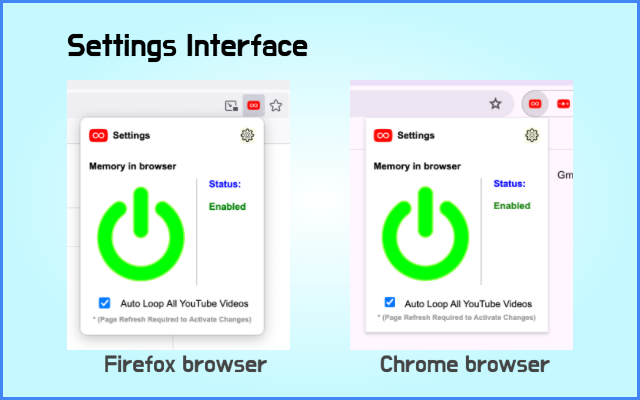 Settings Interface
Settings
Memory in browser
Status:
Enabled
Auto Loop All YouTube Videos
* (Page Refresh Required to Activate Changes)
Firefox browser
Settings
Memory in browser
Status:
Enabled
Gm
Auto Loop All YouTube Videos
* (Page Refresh Required to Activate Changes)
Chrome browser